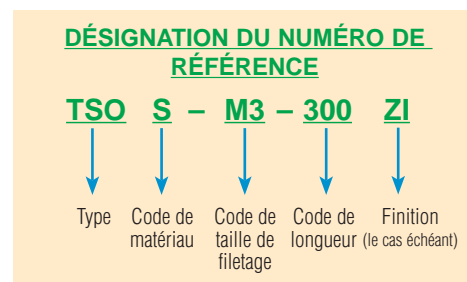 DÉSIGNATION DU NUMÉRO DE
RÉFÉRENCE
TSO S – M3 – 300 ZI
Type Code de Code de Code de Finition
matériau taille de longueur (le cas échéant)
filetage